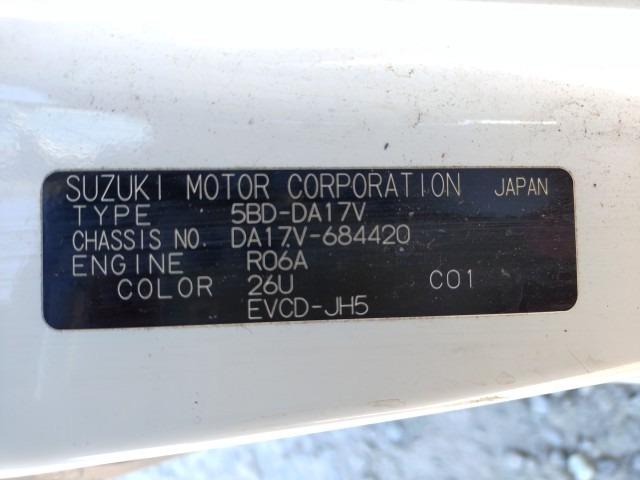 SUZUKI MOTOR CORPORATION JAPAN
TYPE 5BD-DA17V
CHASSIS NO. DA17V-684420
ENGINE R06A
COLOR 26U C01
EVCD-JH5